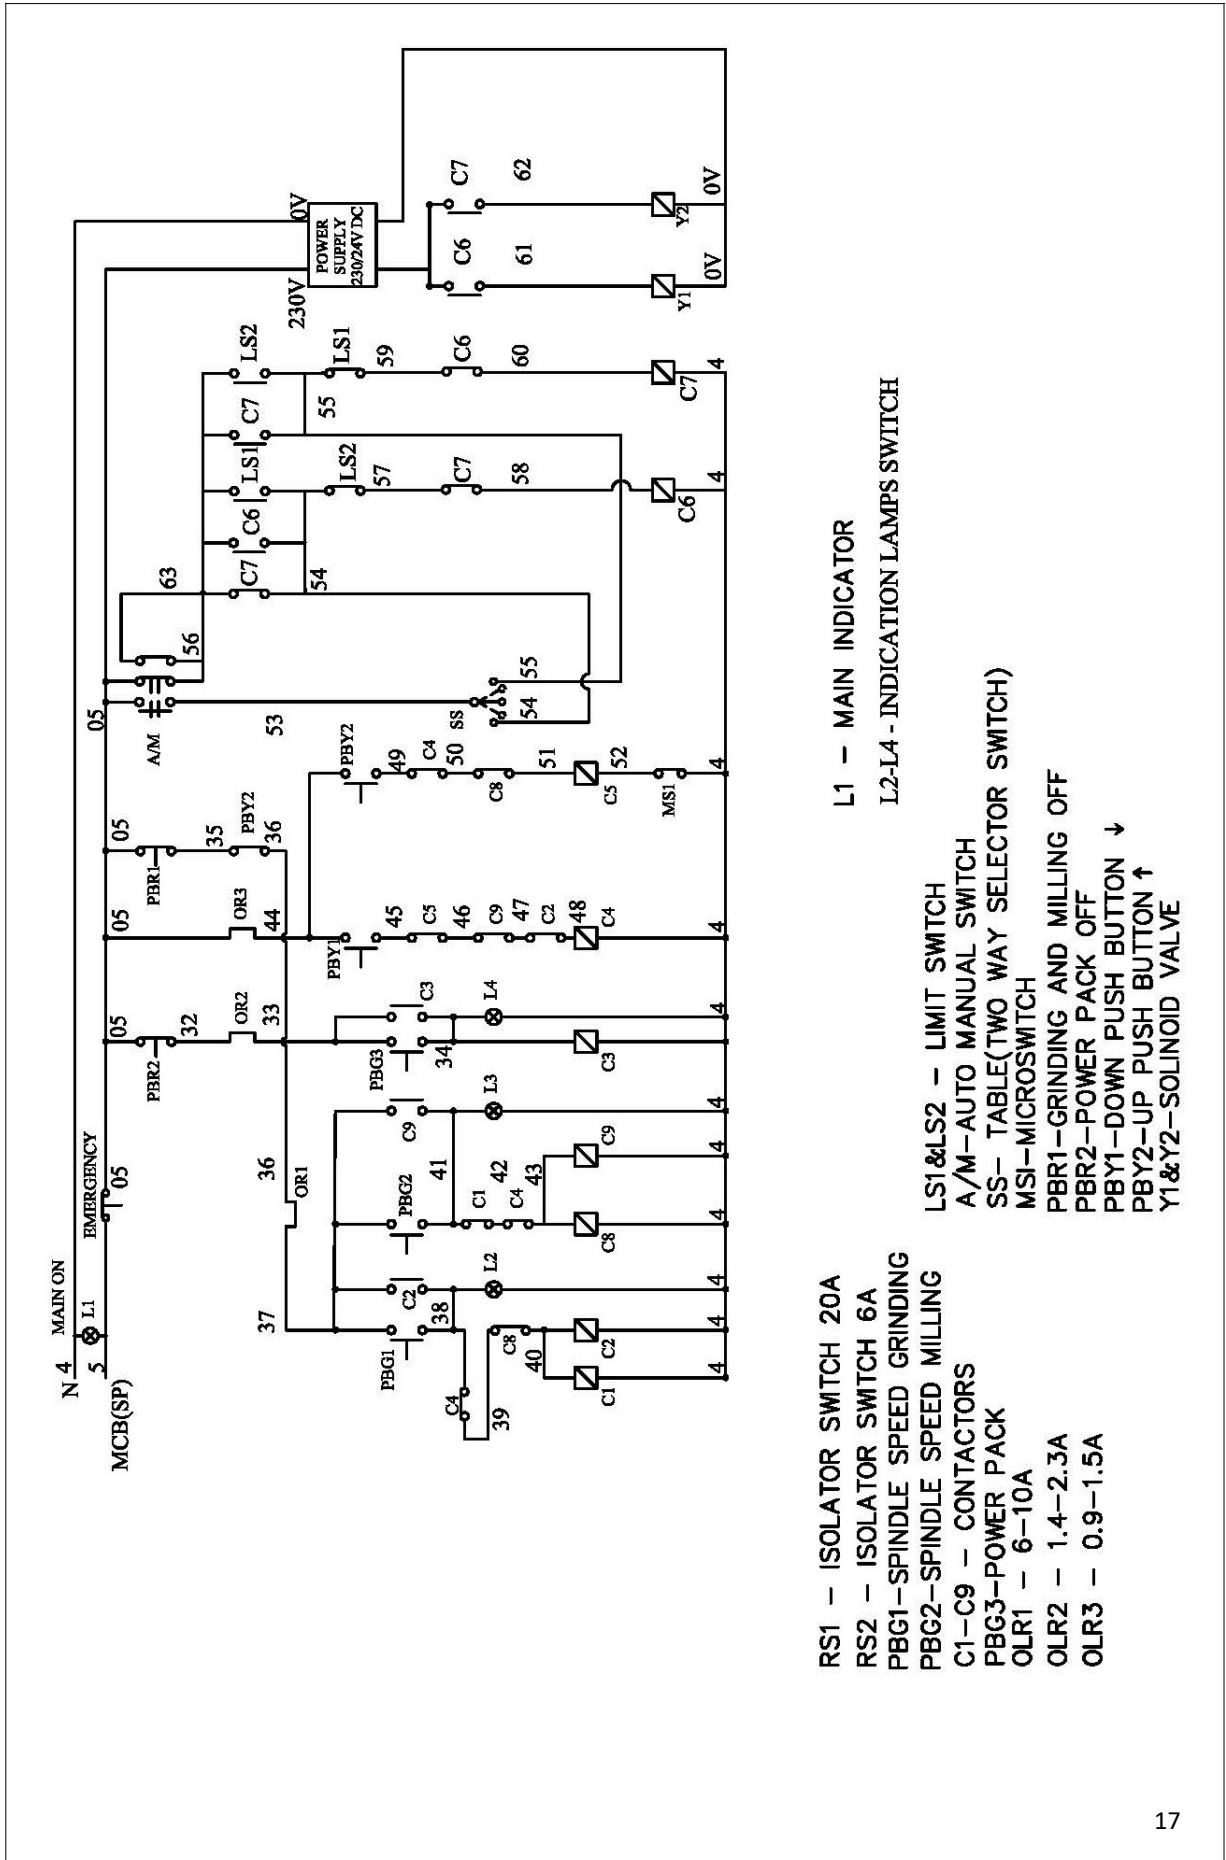 N 4
5
MAIN ON
L1
MCB(SP)
EMERGENCY
05
05
05
05
05
PBR2
32
OR2
33
OR3
44
PBR1
35
PBY2
36
36
OR1
37
PBG1
C2
38
L2
C4
39
C8
40
C1
C2
4
4
4
PBG2
C9
41
C1
42
C4
43
L3
C8
C9
4
4
4
PBG3
C3
34
L4
C3
4
4
PBY1
45
C5
46
C9
47
C2
48
C4
4
PBY2
49
C4
50
C8
51
C5
52
MS1
4
A/M
53
56
63
SS
54
55
C7
54
C6
LS1
C7
LS2
55
LS2
57
C7
58
C6
4
LS1
59
C6
60
C7
4
230V
0V
POWER
SUPPLY
230/24V DC
C6
61
Y1
0V
C7
62
Y2
0V
RS1 – ISOLATOR SWITCH 20A
RS2 – ISOLATOR SWITCH 6A
PBG1–SPINDLE SPEED GRINDING
PBG2–SPINDLE SPEED MILLING
C1–C9 – CONTACTORS
PBG3–POWER PACK
OLR1 – 6–10A
OLR2 – 1.4–2.3A
OLR3 – 0.9–1.5A
LS1&LS2 – LIMIT SWITCH
A/M–AUTO MANUAL SWITCH
SS– TABLE(TWO WAY SELECTOR SWITCH)
MSI–MICROSWITCH
PBR1–GRINDING AND MILLING OFF
PBR2–POWER PACK OFF
PBY1–DOWN PUSH BUTTON ↓
PBY2–UP PUSH BUTTON ↑
Y1&Y2–SOLINOID VALVE
L1 – MAIN INDICATOR
L2-L4 - INDICATION LAMPS SWITCH
17